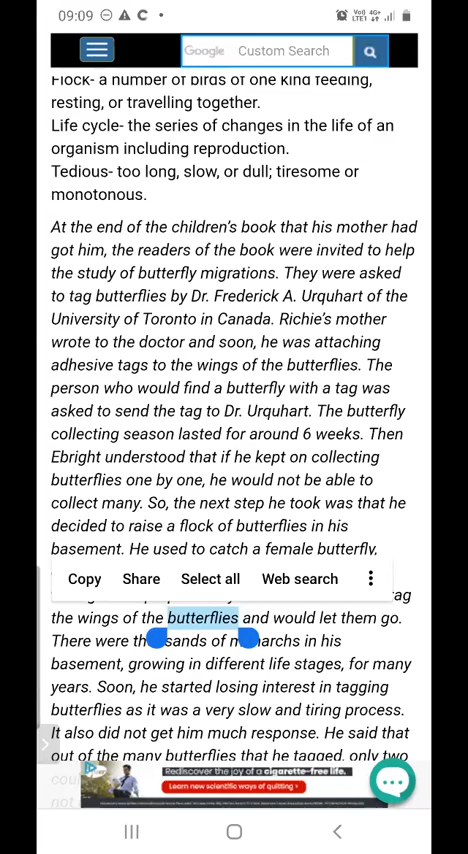 09:09
Vo)) 4G+
LTE1
Google Custom Search
Flock- a number of birds of one kind feeding,
resting, or travelling together.
Life cycle- the series of changes in the life of an
organism including reproduction.
Tedious- too long, slow, or dull; tiresome or
monotonous.
At the end of the children's book that his mother had
got him, the readers of the book were invited to help
the study of butterfly migrations. They were asked
to tag butterflies by Dr. Frederick A. Urquhart of the
University of Toronto in Canada. Richie's mother
wrote to the doctor and soon, he was attaching
adhesive tags to the wings of the butterflies. The
person who would find a butterfly with a tag was
asked to send the tag to Dr. Urquhart. The butterfly
collecting season lasted for around 6 weeks. Then
Ebright understood that if he kept on collecting
butterflies one by one, he would not be able to
collect many. So, the next step he took was that he
decided to raise a flock of butterflies in his
basement. He used to catch a female butterfly,
Copy Share Select all Web search
tag
the wings of the butterflies and would let them go.
There were thousands of monarchs in his
basement, growing in different life stages, for many
years. Soon, he started losing interest in tagging
butterflies as it was a very slow and tiring process.
It also did not get him much response. He said that
out of the many butterflies that he tagged, only two
Rediscover the joy of a cigarette-free life.
Learn new scientific ways of quitting >
not